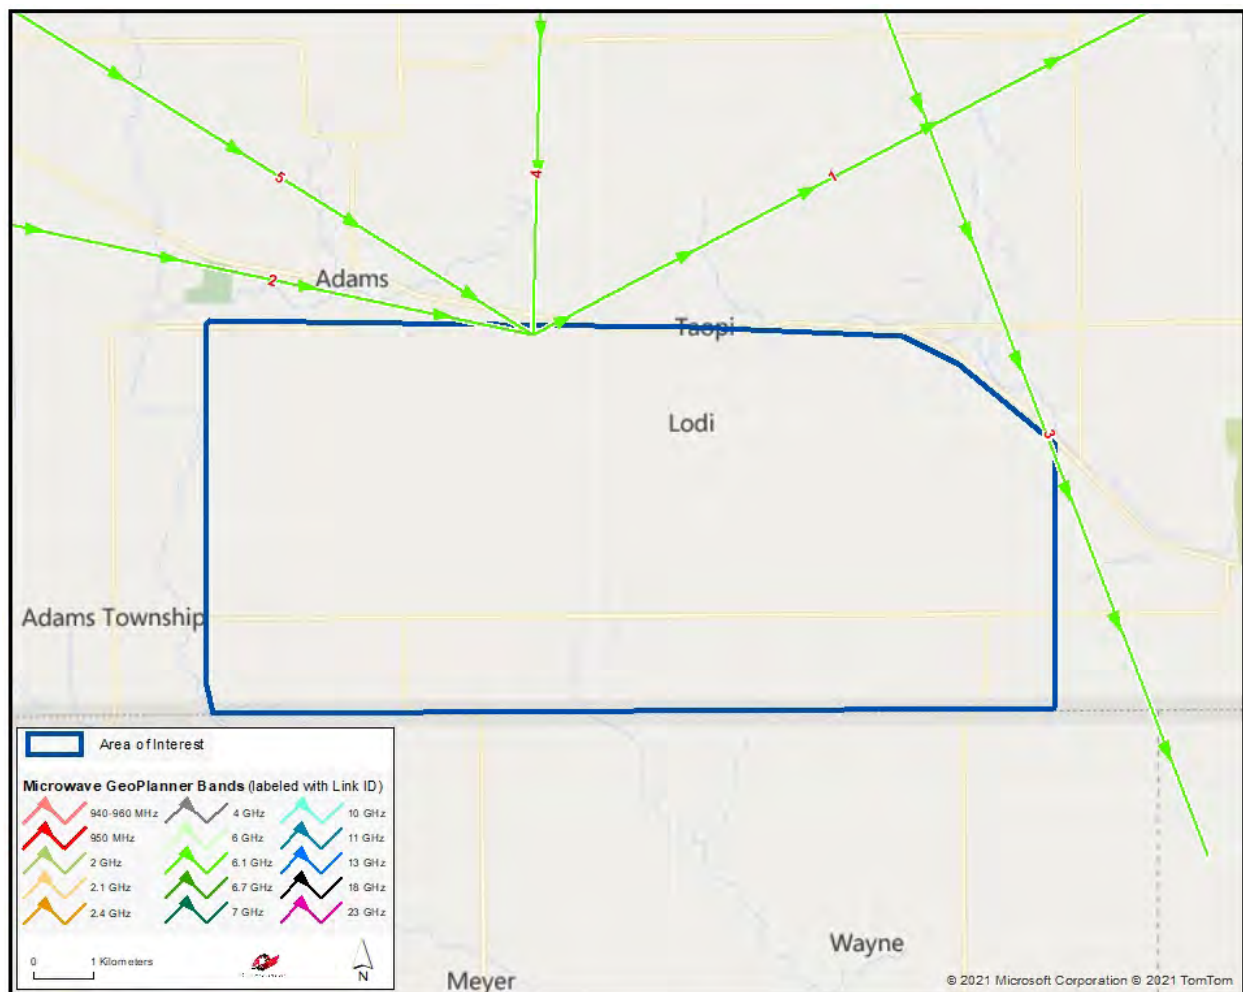 5
4
1
2
Adams
Taopi
Lodi
3
Adams Township
Area of Interest
Microwave GeoPlanner Bands (labeled with Link ID)
940-960 MHz
4 GHz
10 GHz
950 MHz
6 GHz
11 GHz
2 GHz
6.1 GHz
13 GHz
2.1 GHz
6.7 GHz
18 GHz
2.4 GHz
7 GHz
23 GHz
0 1 Kilometers
N
Wayne
Meyer
© 2021 Microsoft Corporation © 2021 TomTom